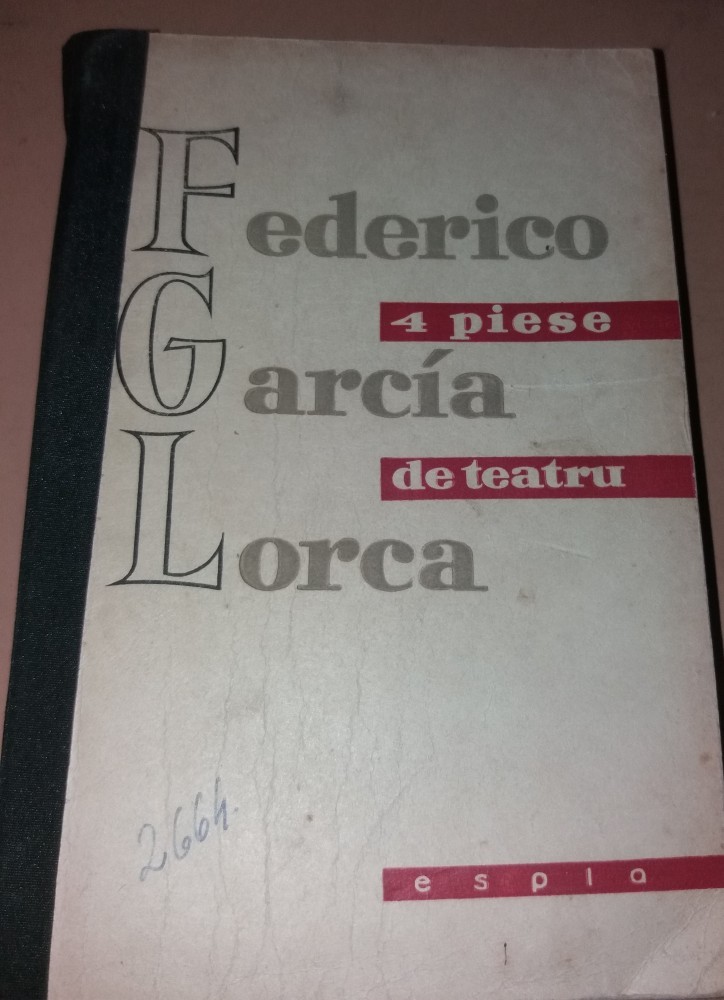 Federico
4 piese
García
de teatru
Lorca
2664.
espla